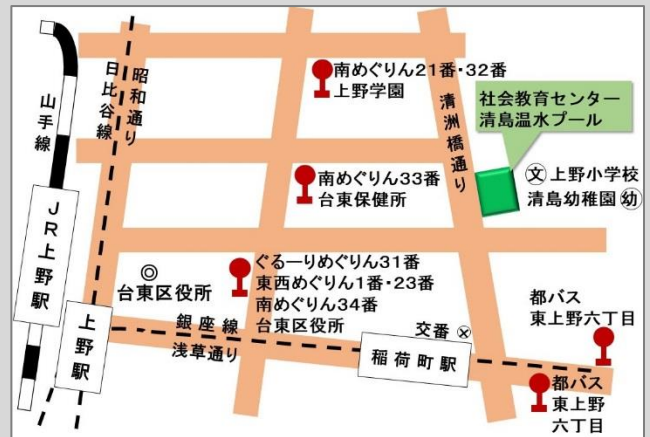 南めぐりん21番・32番
上野学園
社会教育センター
清島温水プール
昭和通り
日比谷線
山手線
清洲橋通り
南めぐりん33番
台東保健所
文上野小学校
清島幼稚園幼
JR上野駅
ぐるーりめぐりん31番
東西めぐりん1番・23番
南めぐりん34番
台東区役所
台東区役所
都バス
東上野六丁目
上野駅
銀座線
浅草通り
交番
稲荷町駅
都バス
東上野
六丁目